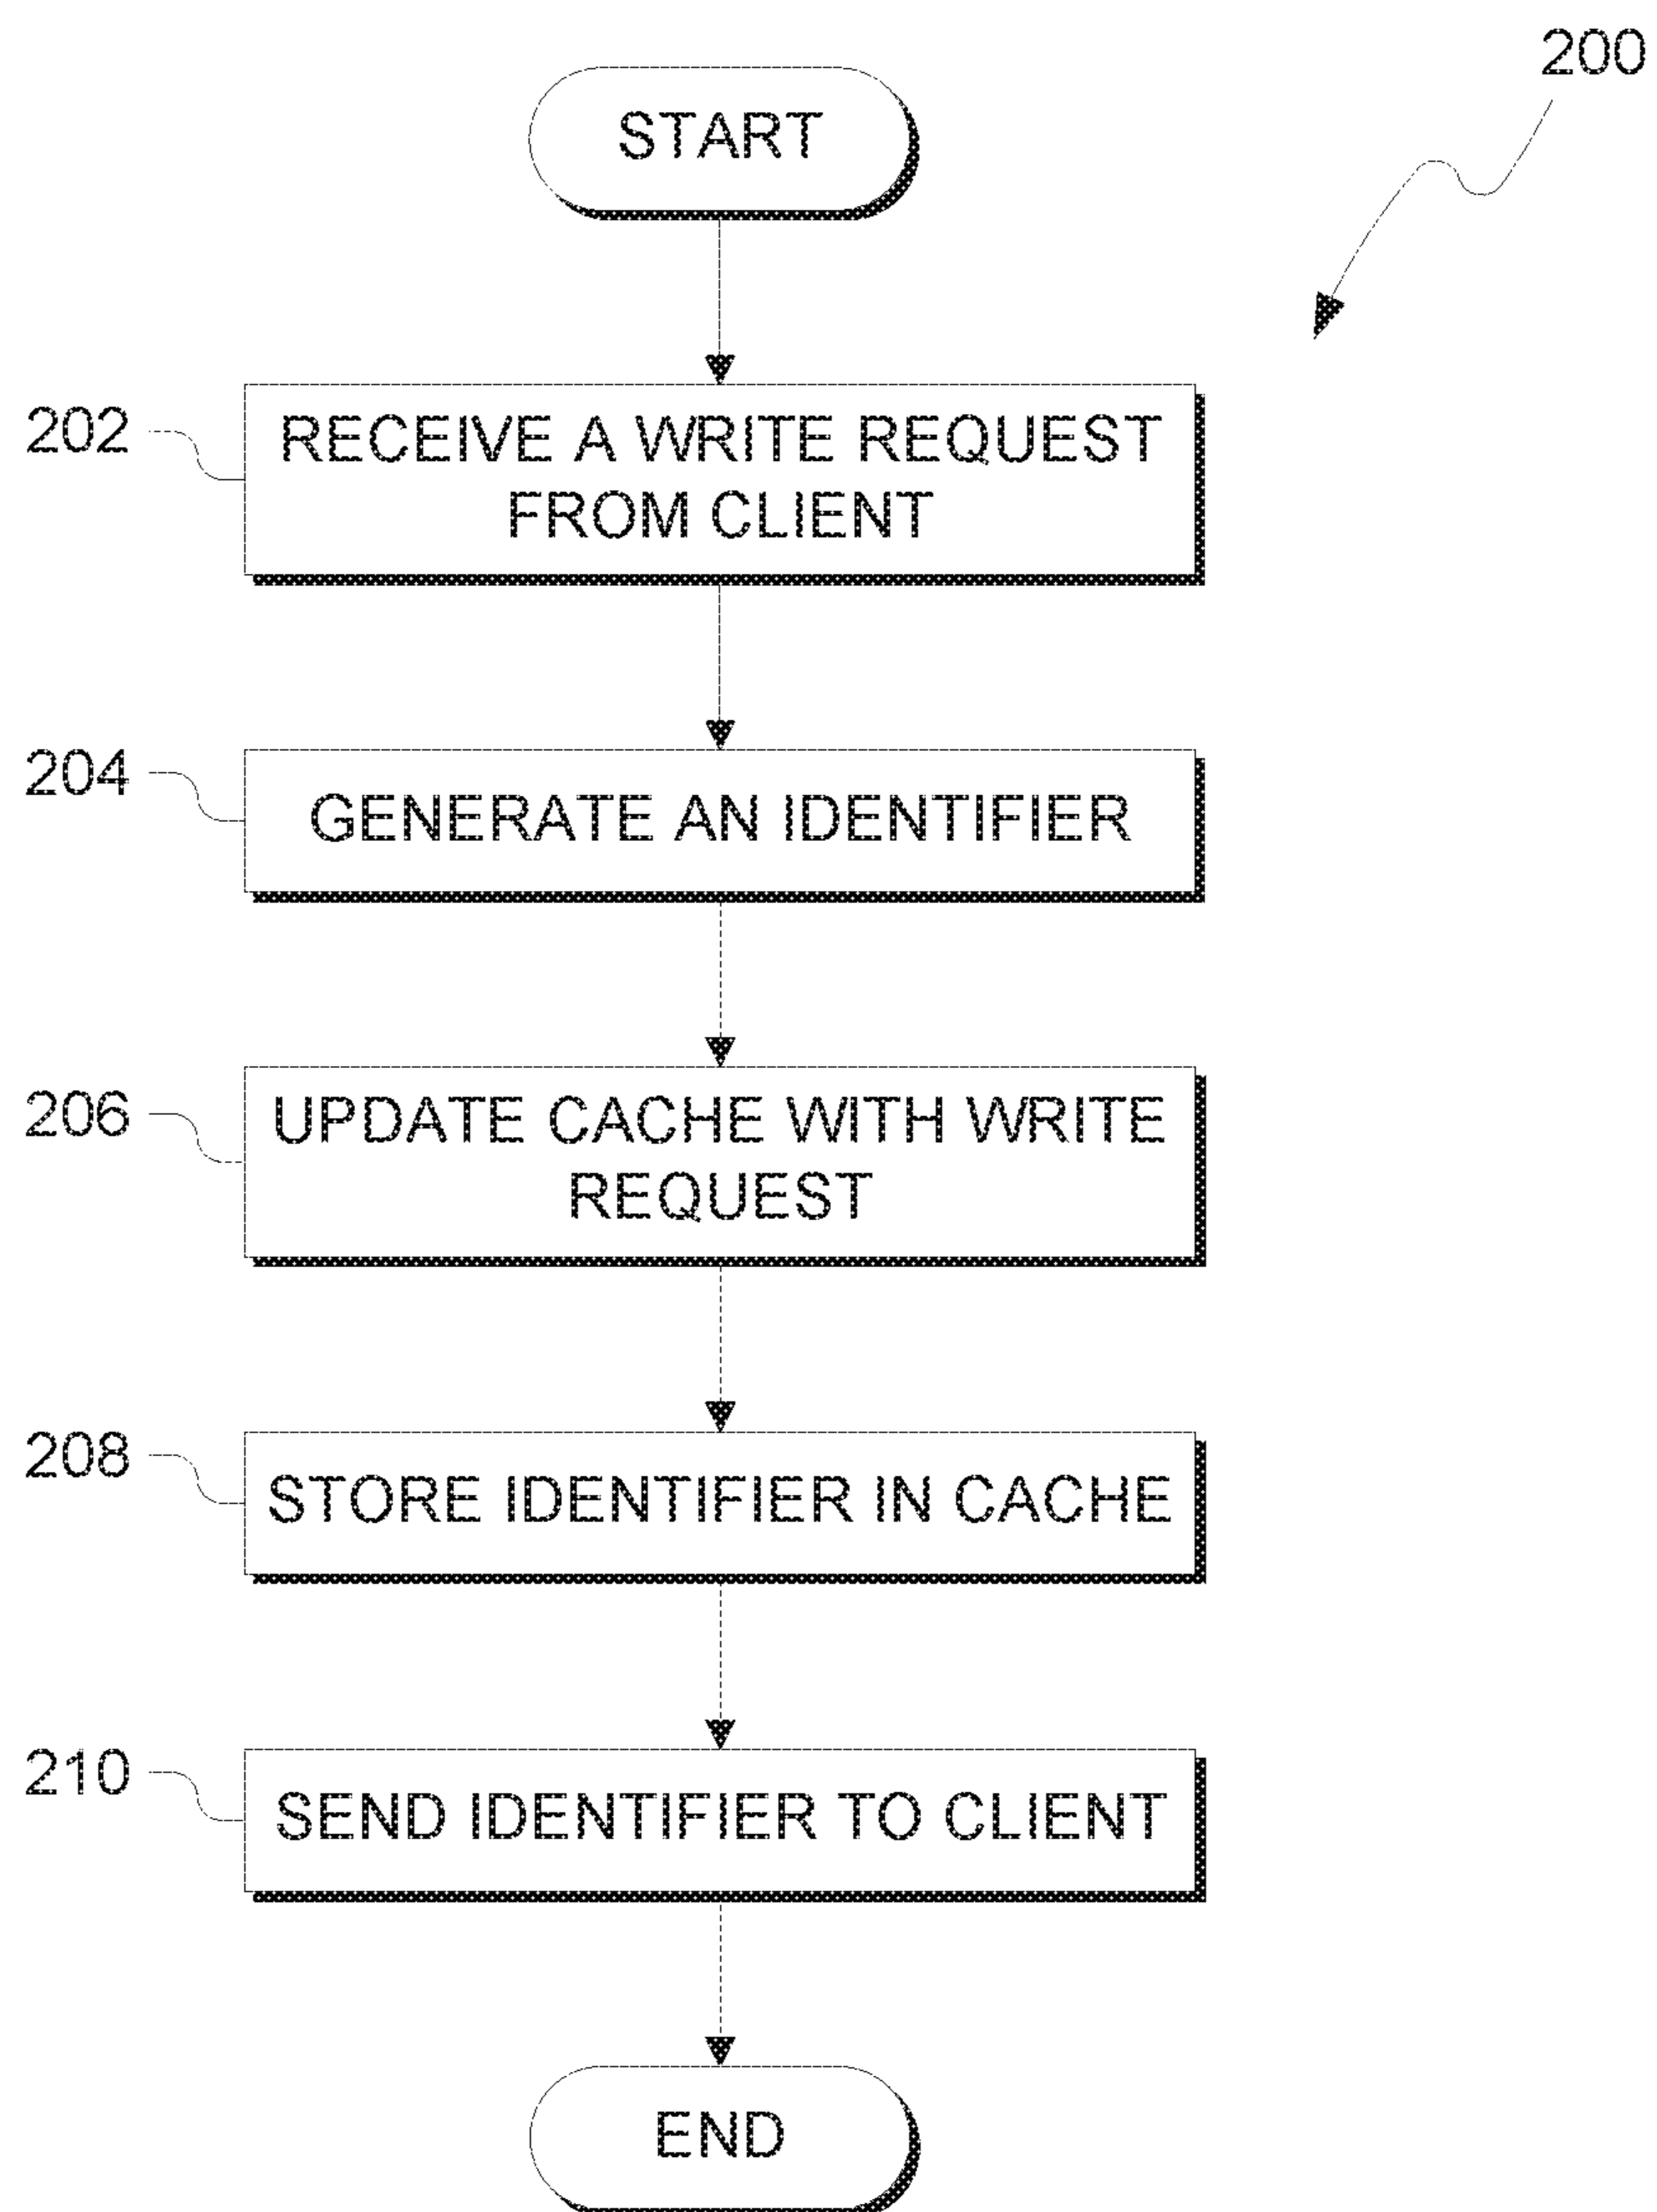 200
START
202
RECEIVE A WRITE REQUEST
FROM CLIENT
204
GENERATE AN IDENTIFIER
206
UPDATE CACHE WITH WRITE
REQUEST
208
STORE IDENTIFIER IN CACHE
210
SEND IDENTIFIER TO CLIENT
END